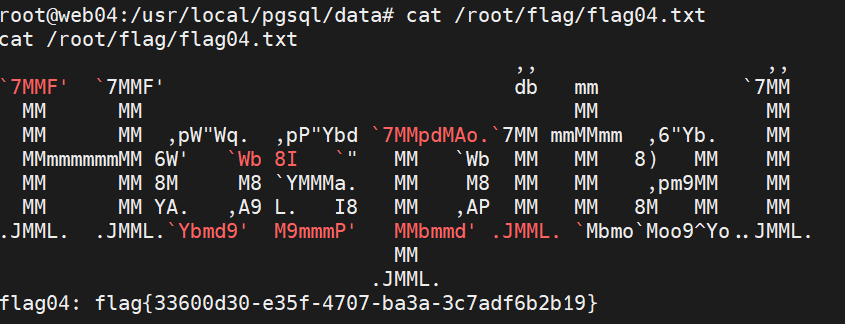 root@web04:/usr/local/pgsql/data# cat /root/flag/flag04.txt
cat /root/flag/flag04.txt
                                           ,,                     ,,
`7MMF'  `7MMF'                             db    mm             `7MM
  MM      MM                                     MM               MM
  MM      MM  ,pW"Wq.  ,pP"Ybd `7MMpdMAo.`7MM mmMMmm  ,6"Yb.    MM
  MMmmmmmmMM 6W'   `Wb 8I   `"   MM   `Wb  MM   MM   8)   MM    MM
  MM      MM 8M     M8 `YMMMa.   MM    M8  MM   MM    ,pm9MM    MM
  MM      MM YA.   ,A9 L.   I8   MM   ,AP  MM   MM   8M   MM    MM
.JMML.  .JMML.`Ybmd9'  M9mmmP'   MMbmmd' .JMML. `Mbmo`Moo9^Yo..JMML.
                                 MM
                               .JMML.
flag04: flag{33600d30-e35f-4707-ba3a-3c7adf6b2b19}